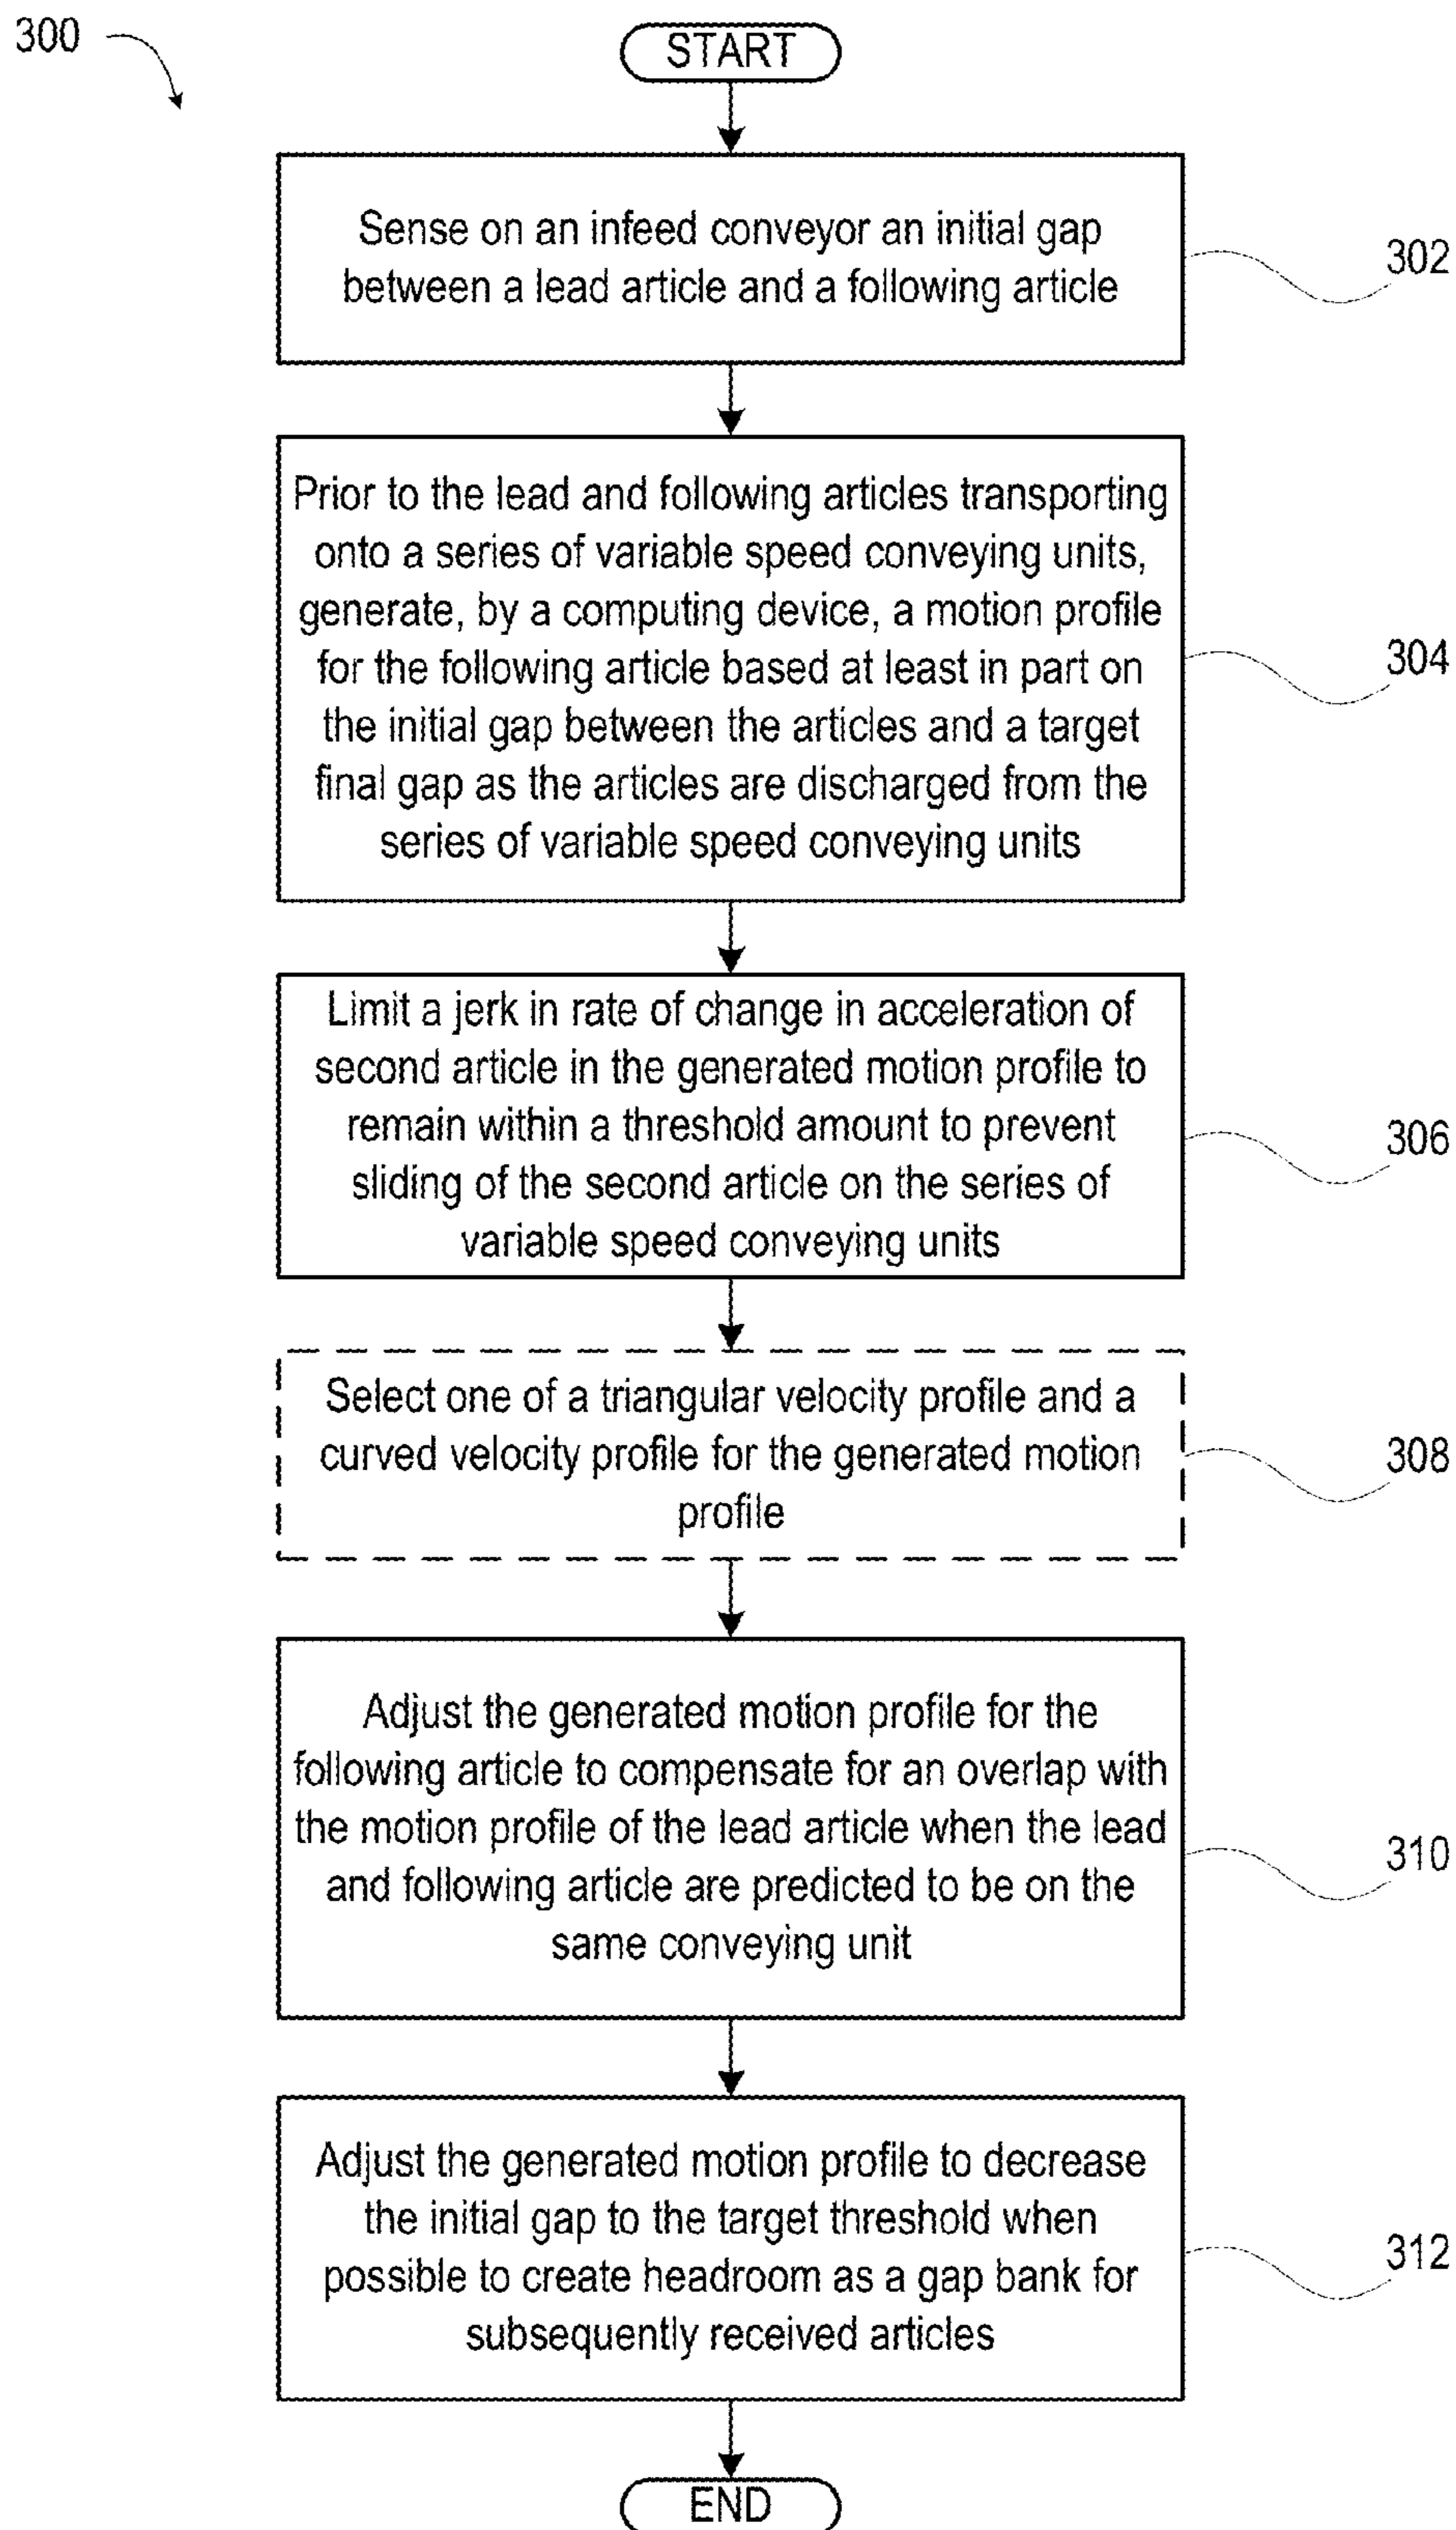 300
START
Sense on an infeed conveyor an initial gap
between a lead article and a following article
302
Prior to the lead and following articles transporting
onto a series of variable speed conveying units,
generate, by a computing device, a motion profile
for the following article based at least in part on
the initial gap between the articles and a target
final gap as the articles are discharged from the
series of variable speed conveying units
304
Limit a jerk in rate of change in acceleration of
second article in the generated motion profile to
remain within a threshold amount to prevent
sliding of the second article on the series of
variable speed conveying units
306
Select one of a triangular velocity profile and a
curved velocity profile for the generated motion
profile
308
Adjust the generated motion profile for the
following article to compensate for an overlap with
the motion profile of the lead article when the lead
and following article are predicted to be on the
same conveying unit
310
Adjust the generated motion profile to decrease
the initial gap to the target threshold when
possible to create headroom as a gap bank for
subsequently received articles
312
END